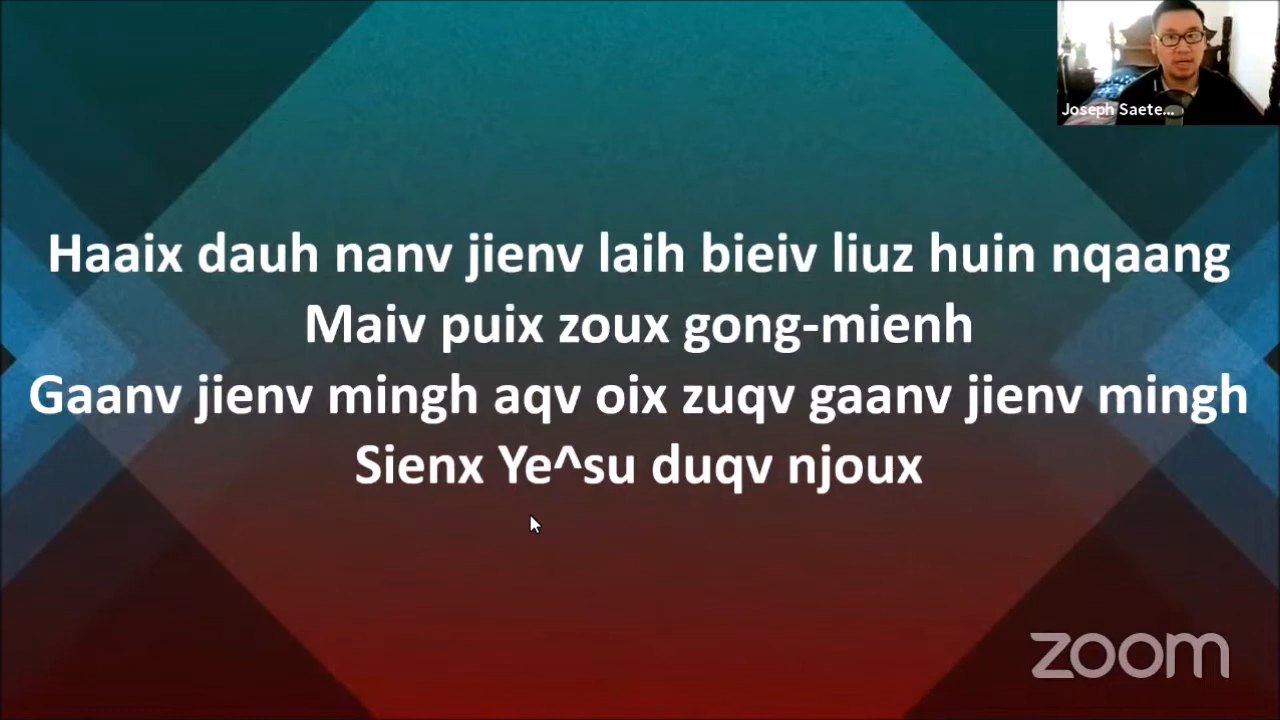 Joseph Saete...
Haaix dauh nanv jienv laih bieiv liuz huin nqaang
Maiv puix zoux gong-mienh
Gaanv jienv mingh aqv oix zuqv gaanv jienv mingh
Sienx Ye^su duqv njoux
zoom